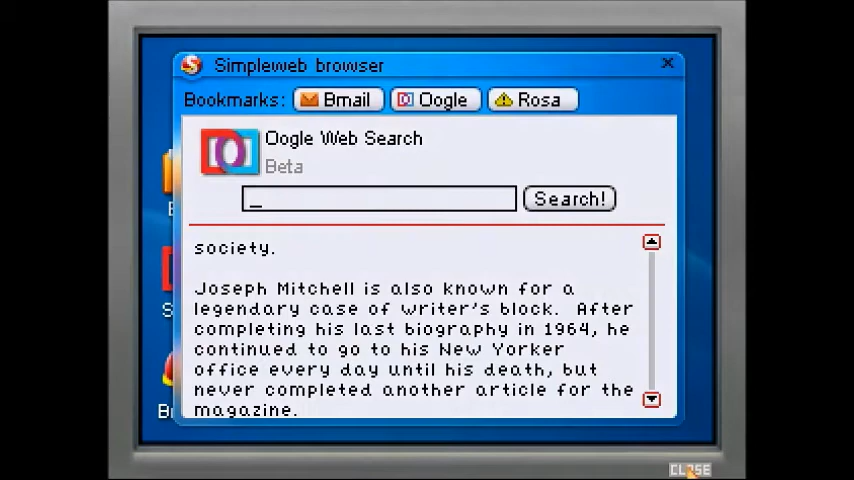 Simpleweb browser
Bookmarks: Bmail Oogle Rosa
Oogle Web Search
Beta
_ Search!
society.
Joseph Mitchell is also known for a
legendary case of writer's block. After
completing his last biography in 1964, he
continued to go to his New Yorker
office every day until his death, but
never completed another article for the
magazine.
CLOSE